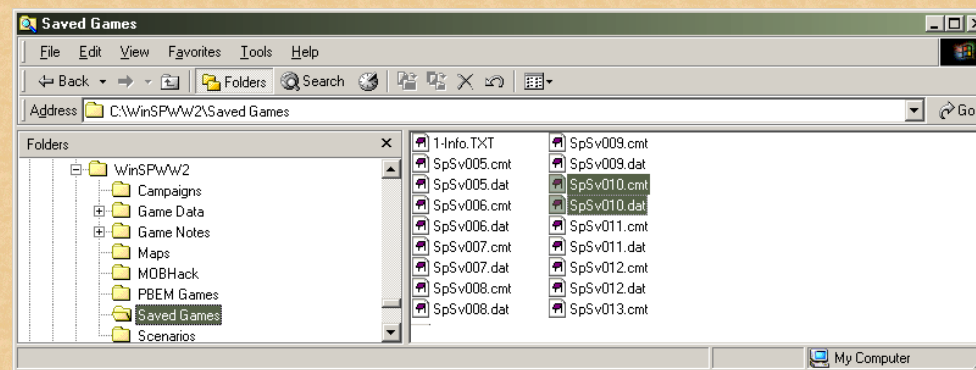 Saved Games
File Edit View Favorites Tools Help
Back Folders Search
Address C:\WinSPWW2\Saved Games Go
Folders
WinSPWW2
Campaigns
Game Data
Game Notes
Maps
MOBHack
PBEM Games
Saved Games
Scenarios
1-Info.TXT
SpSv005.cmt
SpSv005.dat
SpSv006.cmt
SpSv006.dat
SpSv007.cmt
SpSv007.dat
SpSv008.cmt
SpSv008.dat
SpSv009.cmt
SpSv009.dat
SpSv010.cmt
SpSv010.dat
SpSv011.cmt
SpSv011.dat
SpSv012.cmt
SpSv012.dat
SpSv013.cmt
My Computer